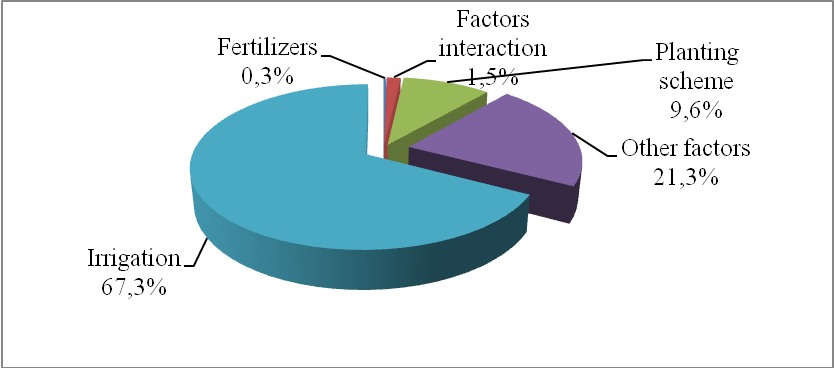 Fertilizers
0,3%
Factors
interaction
1,5%
Planting
scheme
9,6%
Other factors
21,3%
Irrigation
67,3%